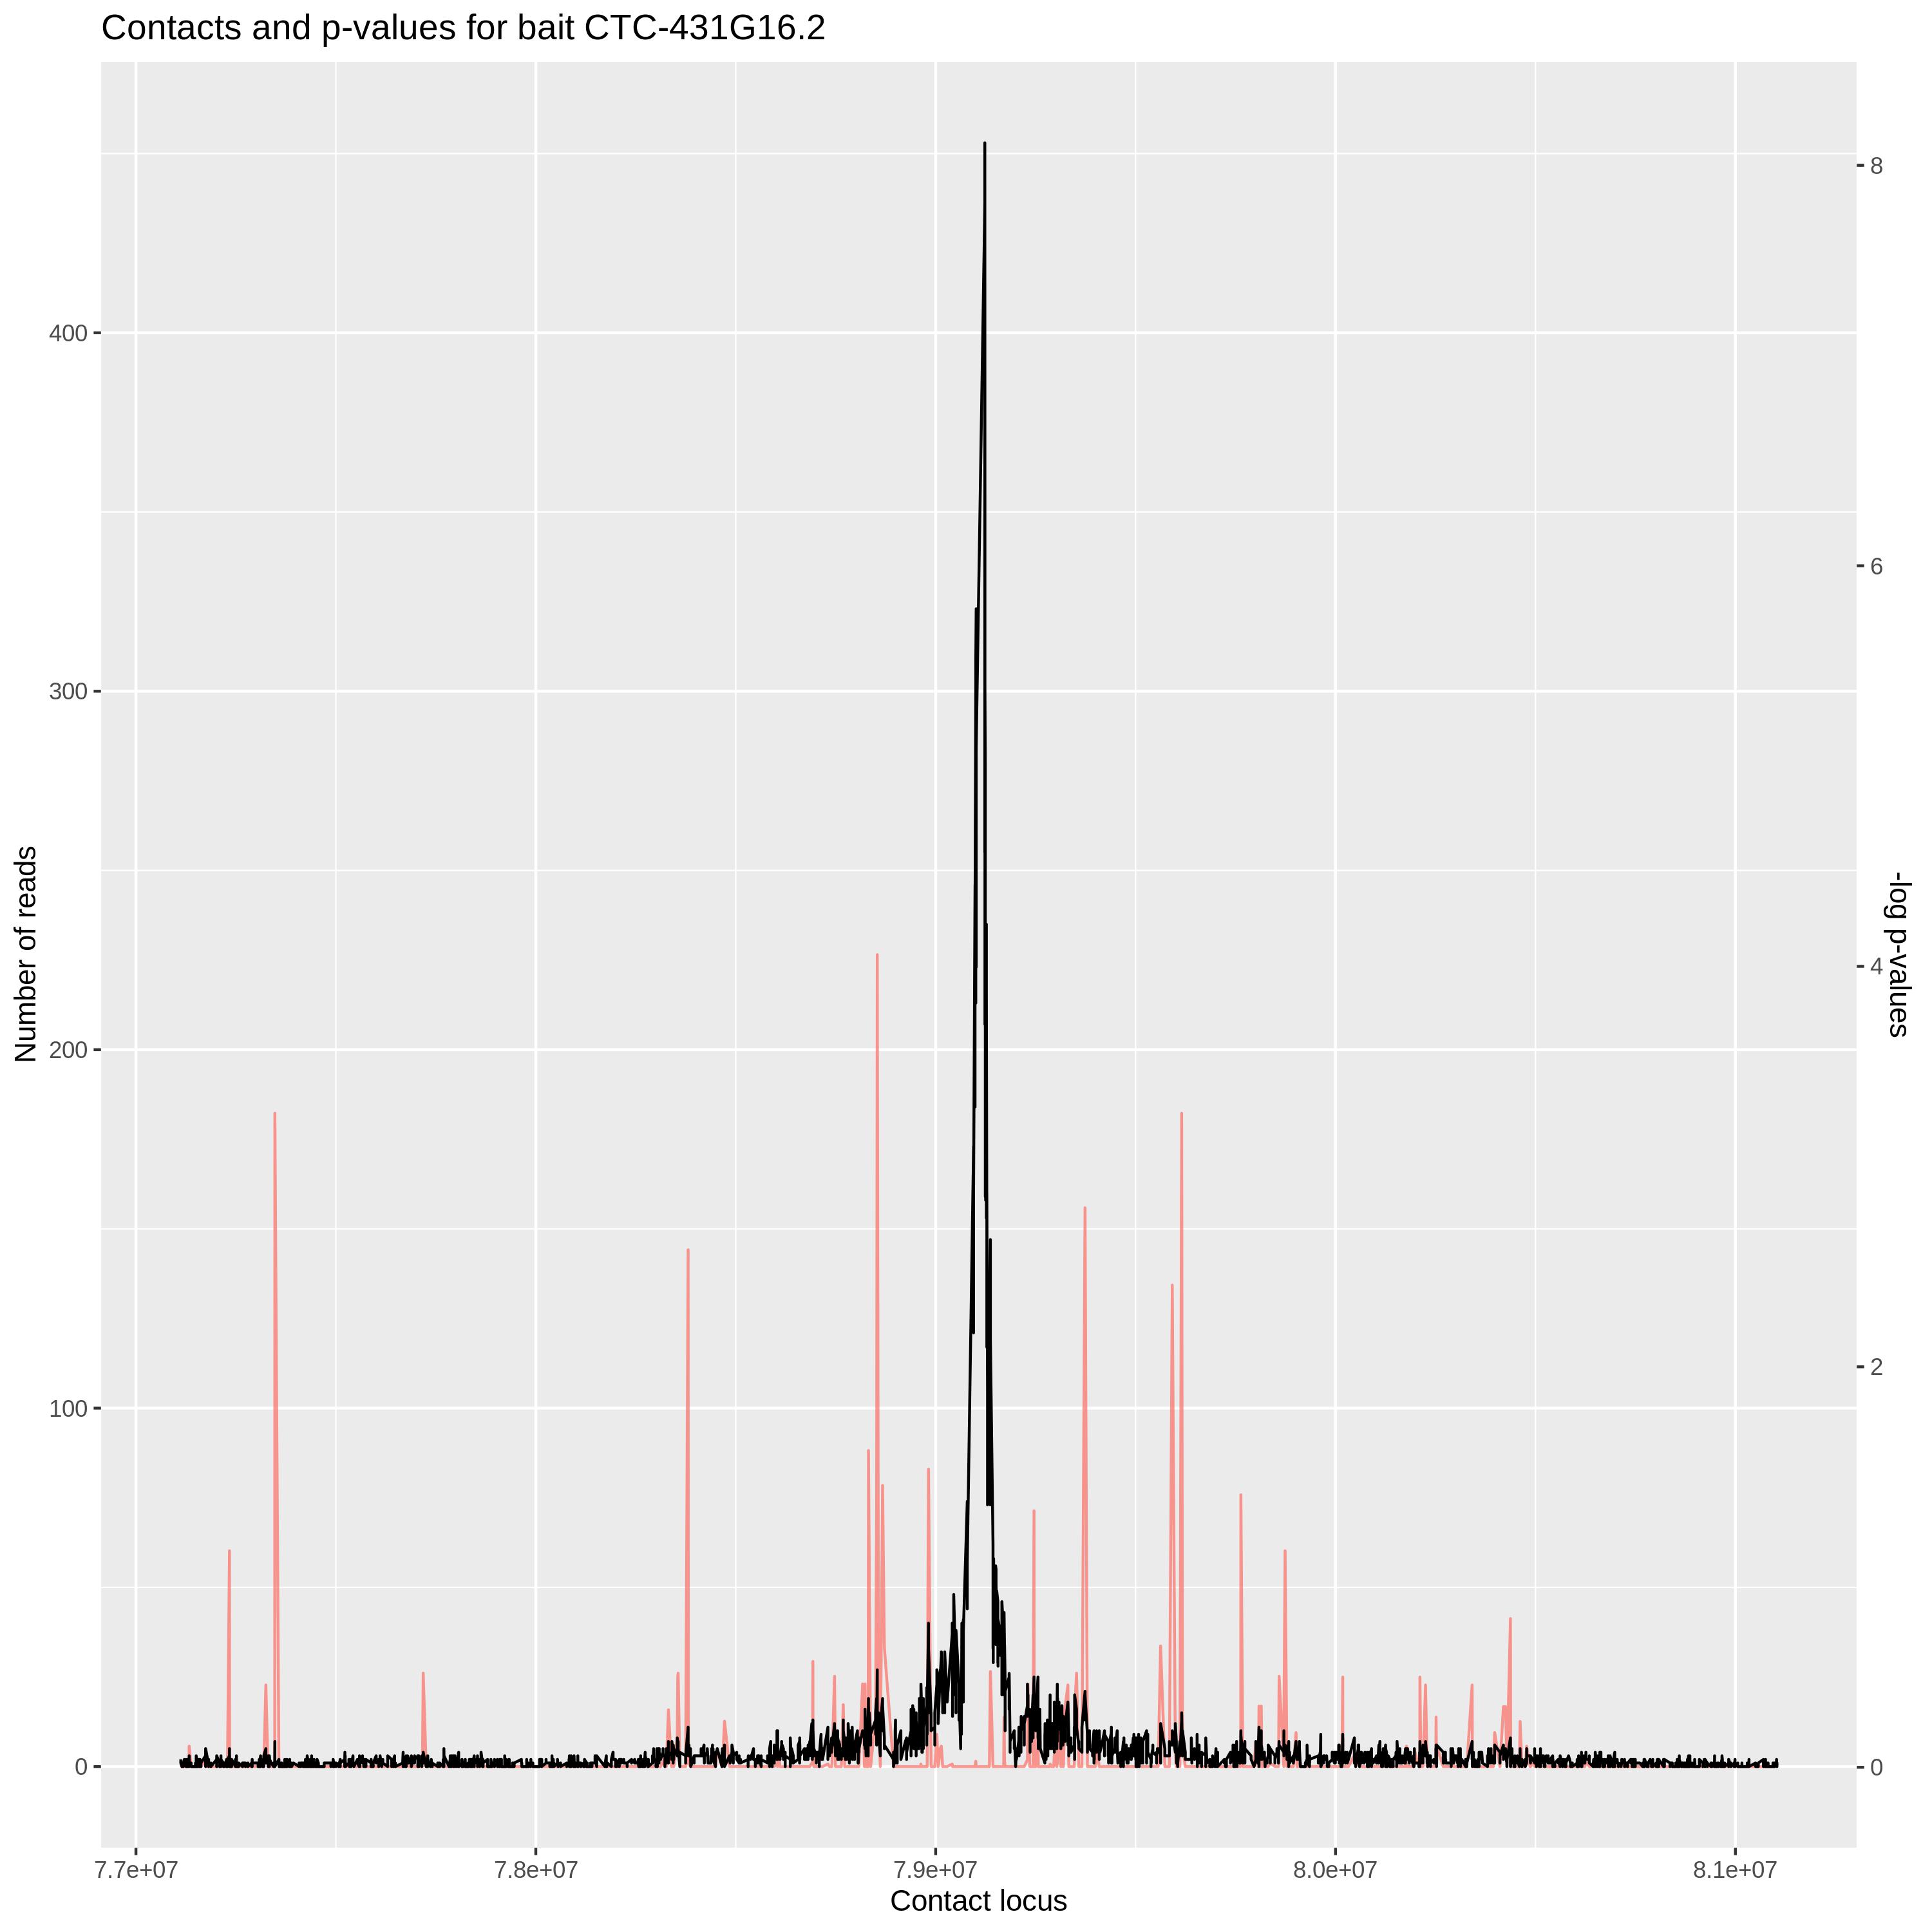 Contacts and p-values for bait CTC-431G16.2
Number of reads
400
300
200
100
0
8
6
4
2
0
-log p-values
7.7e+07
7.8e+07
7.9e+07
8.0e+07
8.1e+07
Contact locus